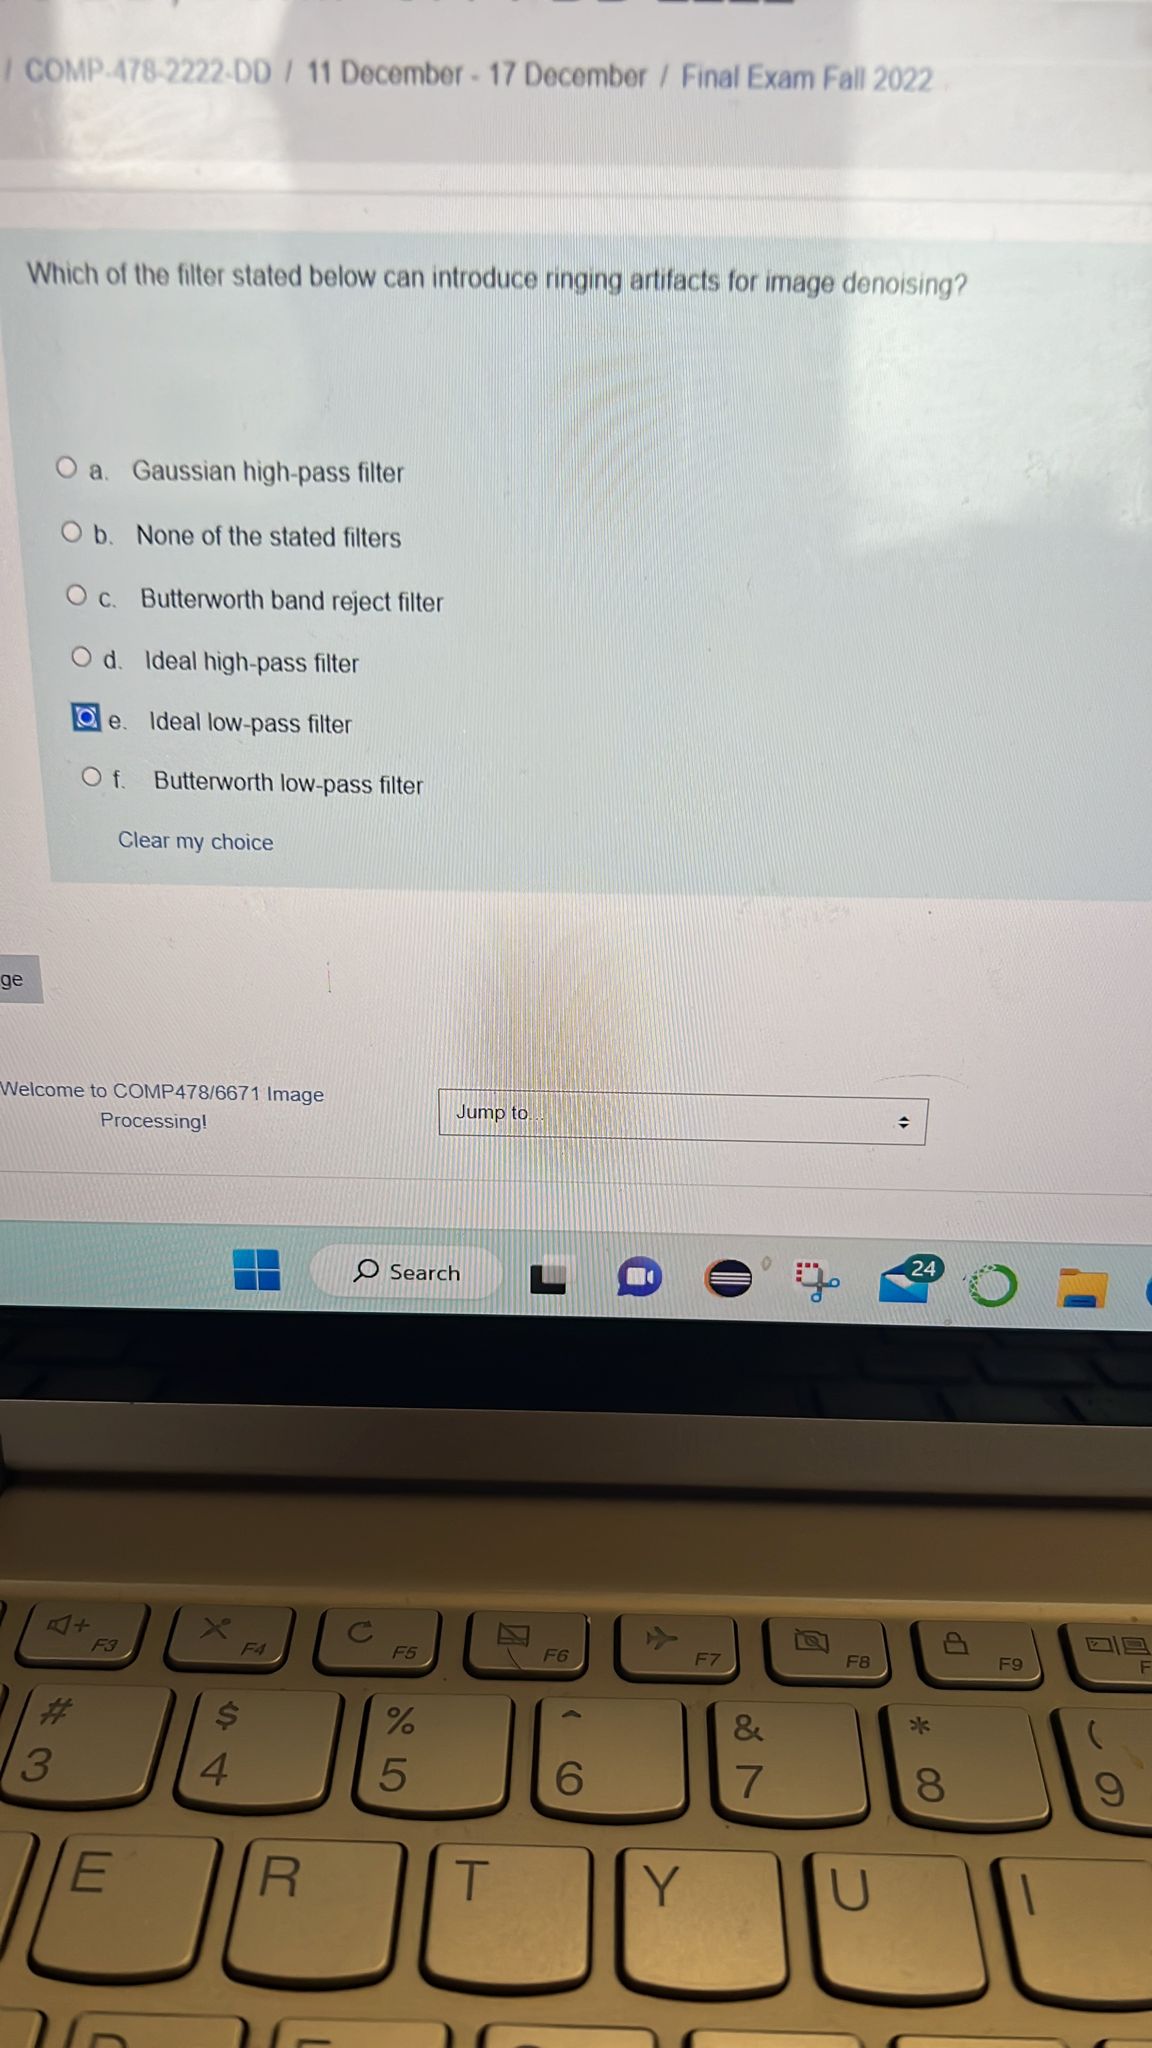 / COMP-478-2222-DD / 11 December - 17 December / Final Exam Fall 2022
Which of the filter stated below can introduce ringing artifacts for image denoising?
a. Gaussian high-pass filter
b. None of the stated filters
c. Butterworth band reject filter
d. Ideal high-pass filter
e. Ideal low-pass filter
f. Butterworth low-pass filter
Clear my choice
ge
Welcome to COMP478/6671 Image
Processing!
Jump to...
Search
24
F3 F4 F5 F6 F7 F8 F9 F
# $ % ^ & * (
3 4 5 6 7 8 9
E R T Y U I